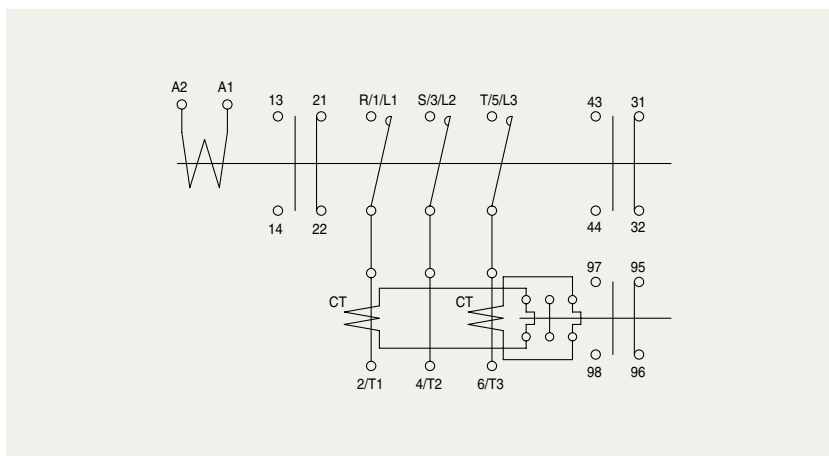 A2 A1
13 21 R/1/L1 S/3/L2 T/5/L3 43 31
14 22 44 32
97 95
CT CT
98 96
2/T1 4/T2 6/T3